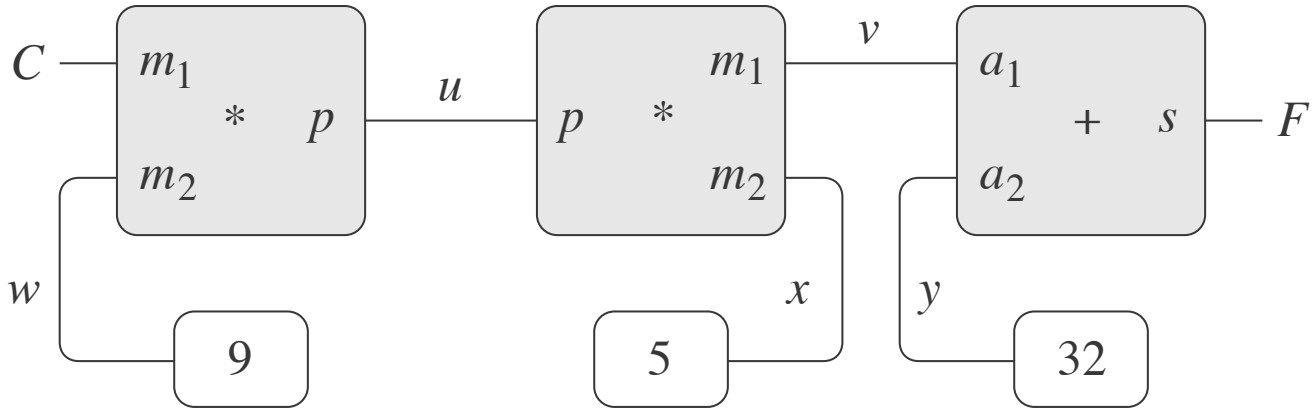 v
C m₁ m₁ a₁
u
* p p * + s F
m₂ m₂ a₂
w x y
9 5 32